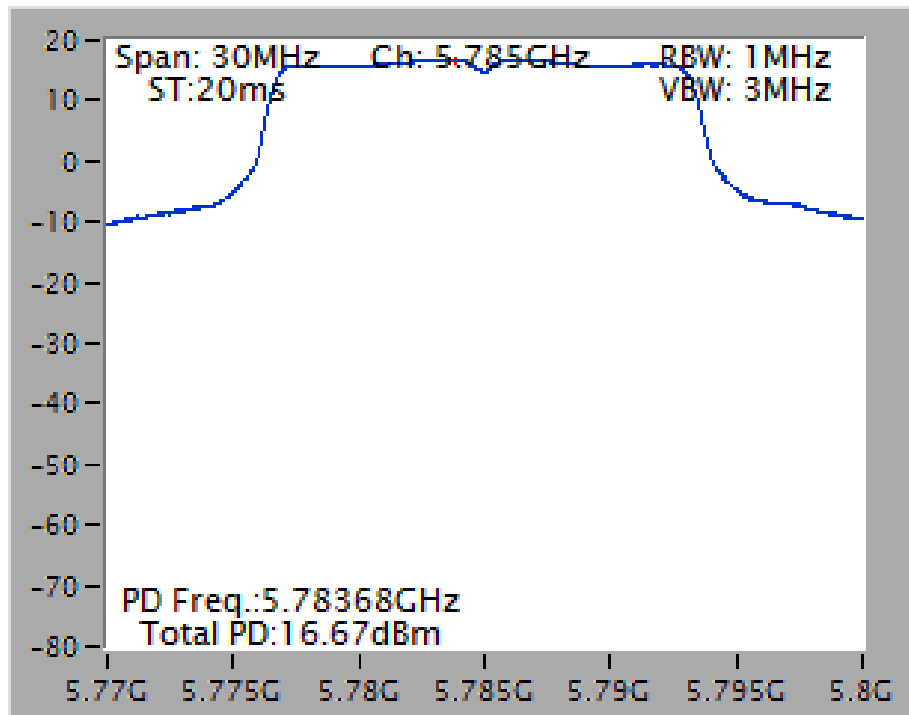 20
Span: 30MHz Ch: 5.785GHz RBW: 1MHz
ST:20ms VBW: 3MHz
10
0
-10
-20
-30
-40
-50
-60
-70
PD Freq.:5.78368GHz
Total PD:16.67dBm
-80
5.77G 5.775G 5.78G 5.785G 5.79G 5.795G 5.8G